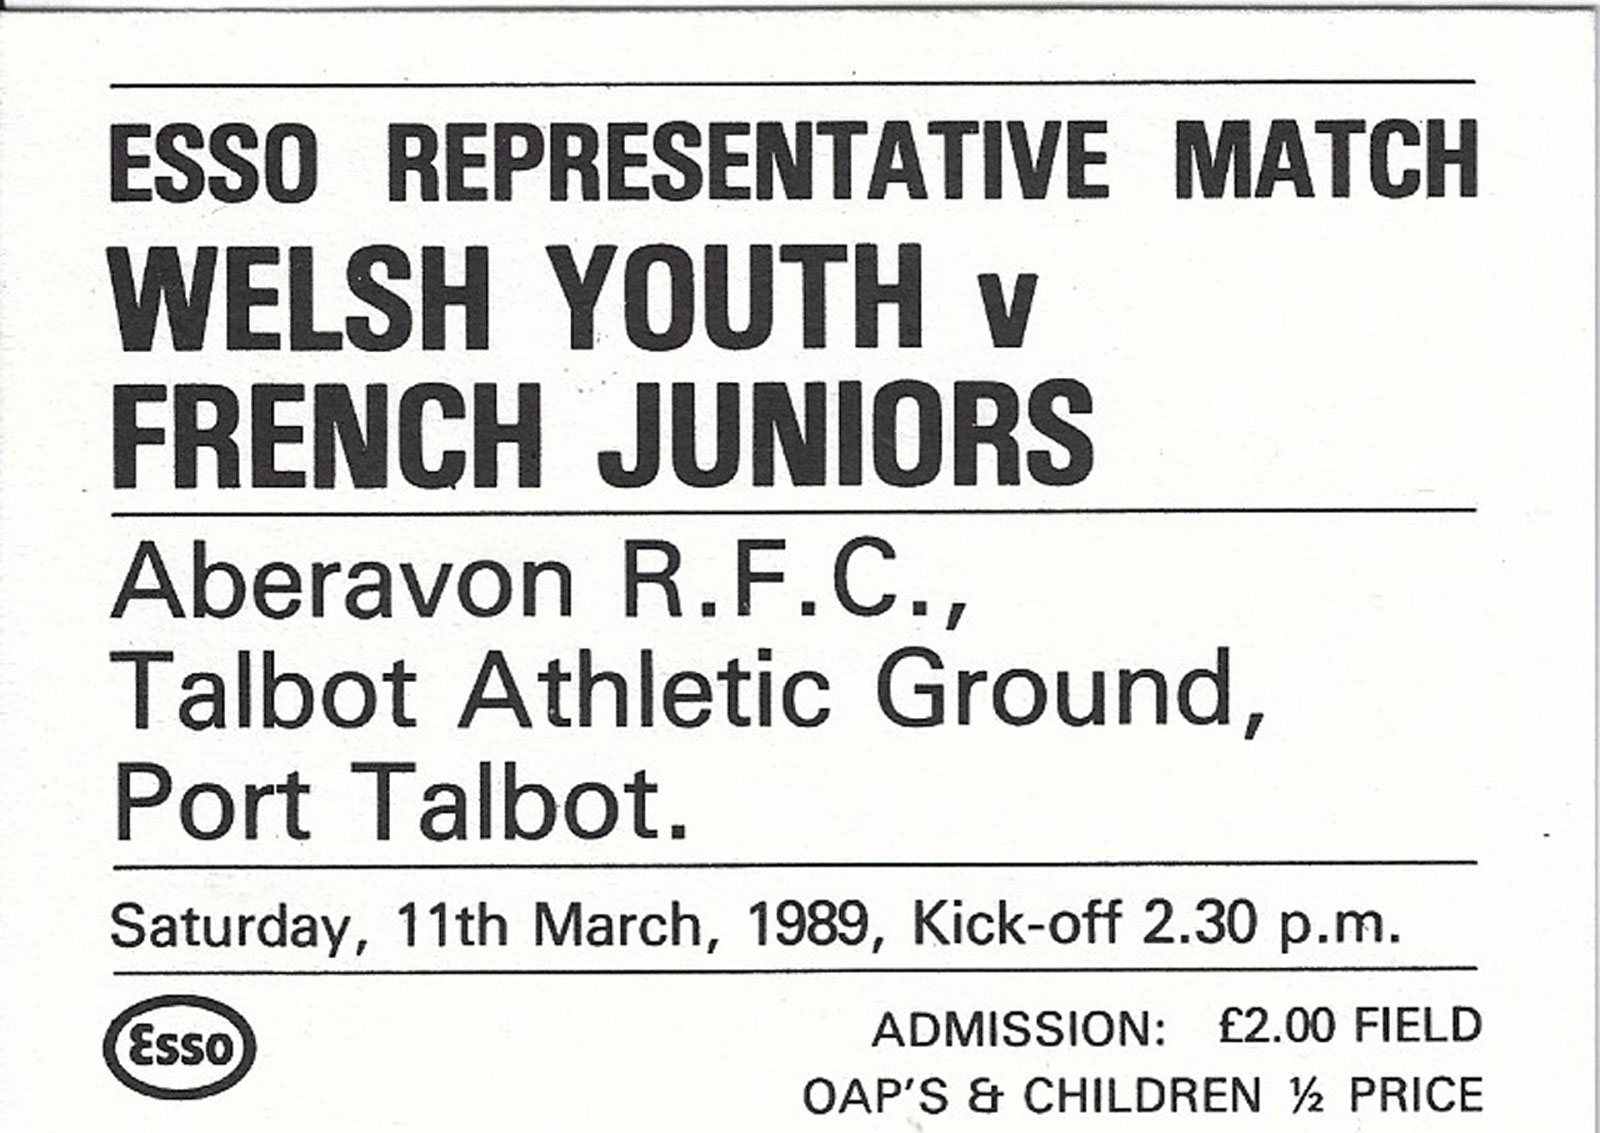 ESSO REPRESENTATIVE MATCH
WELSH YOUTH v
FRENCH JUNIORS
Aberavon R.F.C.,
Talbot Athletic Ground,
Port Talbot.
Saturday, 11th March, 1989, Kick-off 2.30 p.m.
Esso
ADMISSION: £2.00 FIELD
OAP'S & CHILDREN ½ PRICE